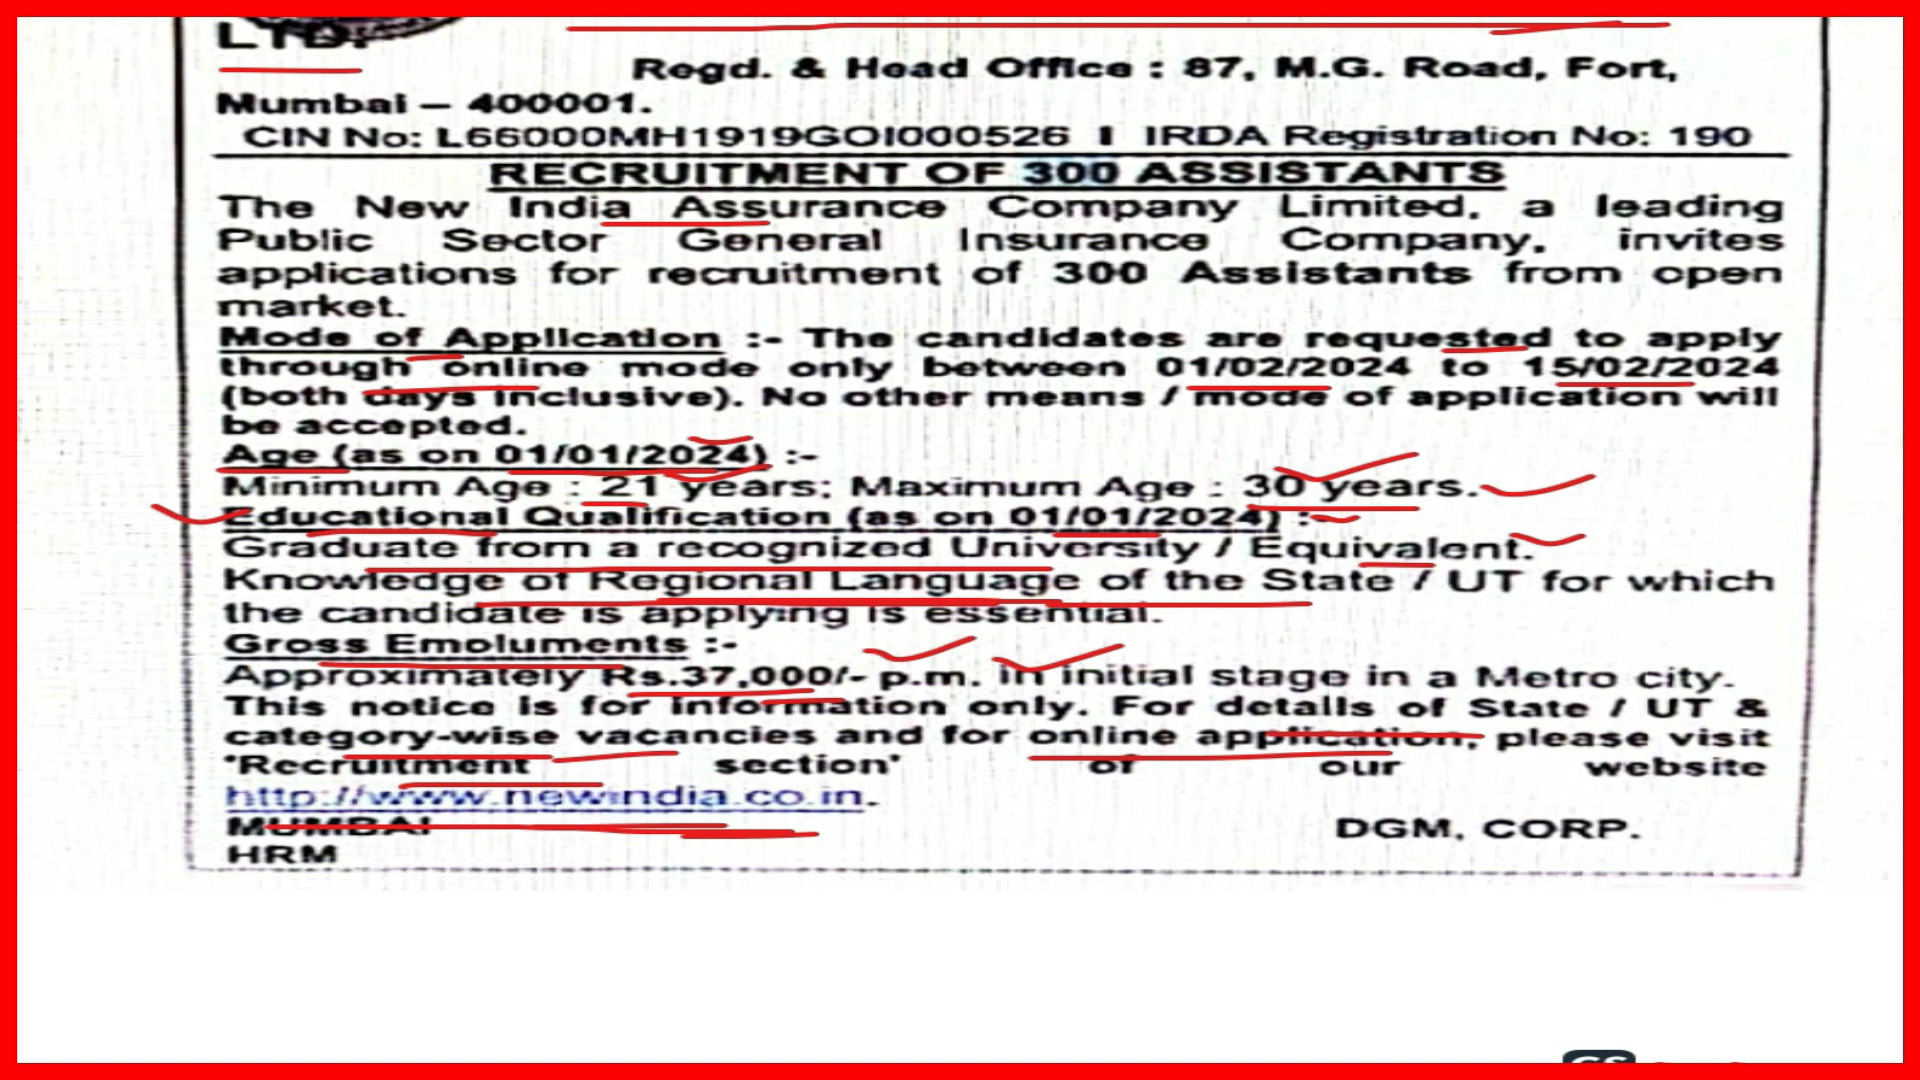 LTD.
Regd. & Head Office : 87, M.G. Road, Fort,
Mumbai – 400001.
CIN No: L66000MH1919GOI000526 I IRDA Registration No: 190
RECRUITMENT OF 300 ASSISTANTS
The New India Assurance Company Limited, a leading
Public Sector General Insurance Company, invites
applications for recruitment of 300 Assistants from open
market.
Mode of Application :- The candidates are requested to apply
through online mode only between 01/02/2024 to 15/02/2024
(both days inclusive). No other means / mode of application will
be accepted.
Age (as on 01/01/2024) :-
Minimum Age : 21 years; Maximum Age : 30 years.
Educational Qualification (as on 01/01/2024) :-
Graduate from a recognized University / Equivalent.
Knowledge of Regional Language of the State / UT for which
the candidate is applying is essential.
Gross Emoluments :-
Approximately Rs.37,000/- p.m. in initial stage in a Metro city.
This notice is for information only. For details of State / UT &
category-wise vacancies and for online application, please visit
'Recruitment section' of our website
http://www.newindia.co.in.
MUMBAI DGM, CORP.
HRM